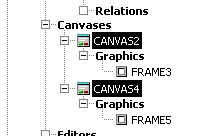 Relations
Canvases
CANVAS2
Graphics
FRAME3
CANVAS4
Graphics
FRAME5
Editors